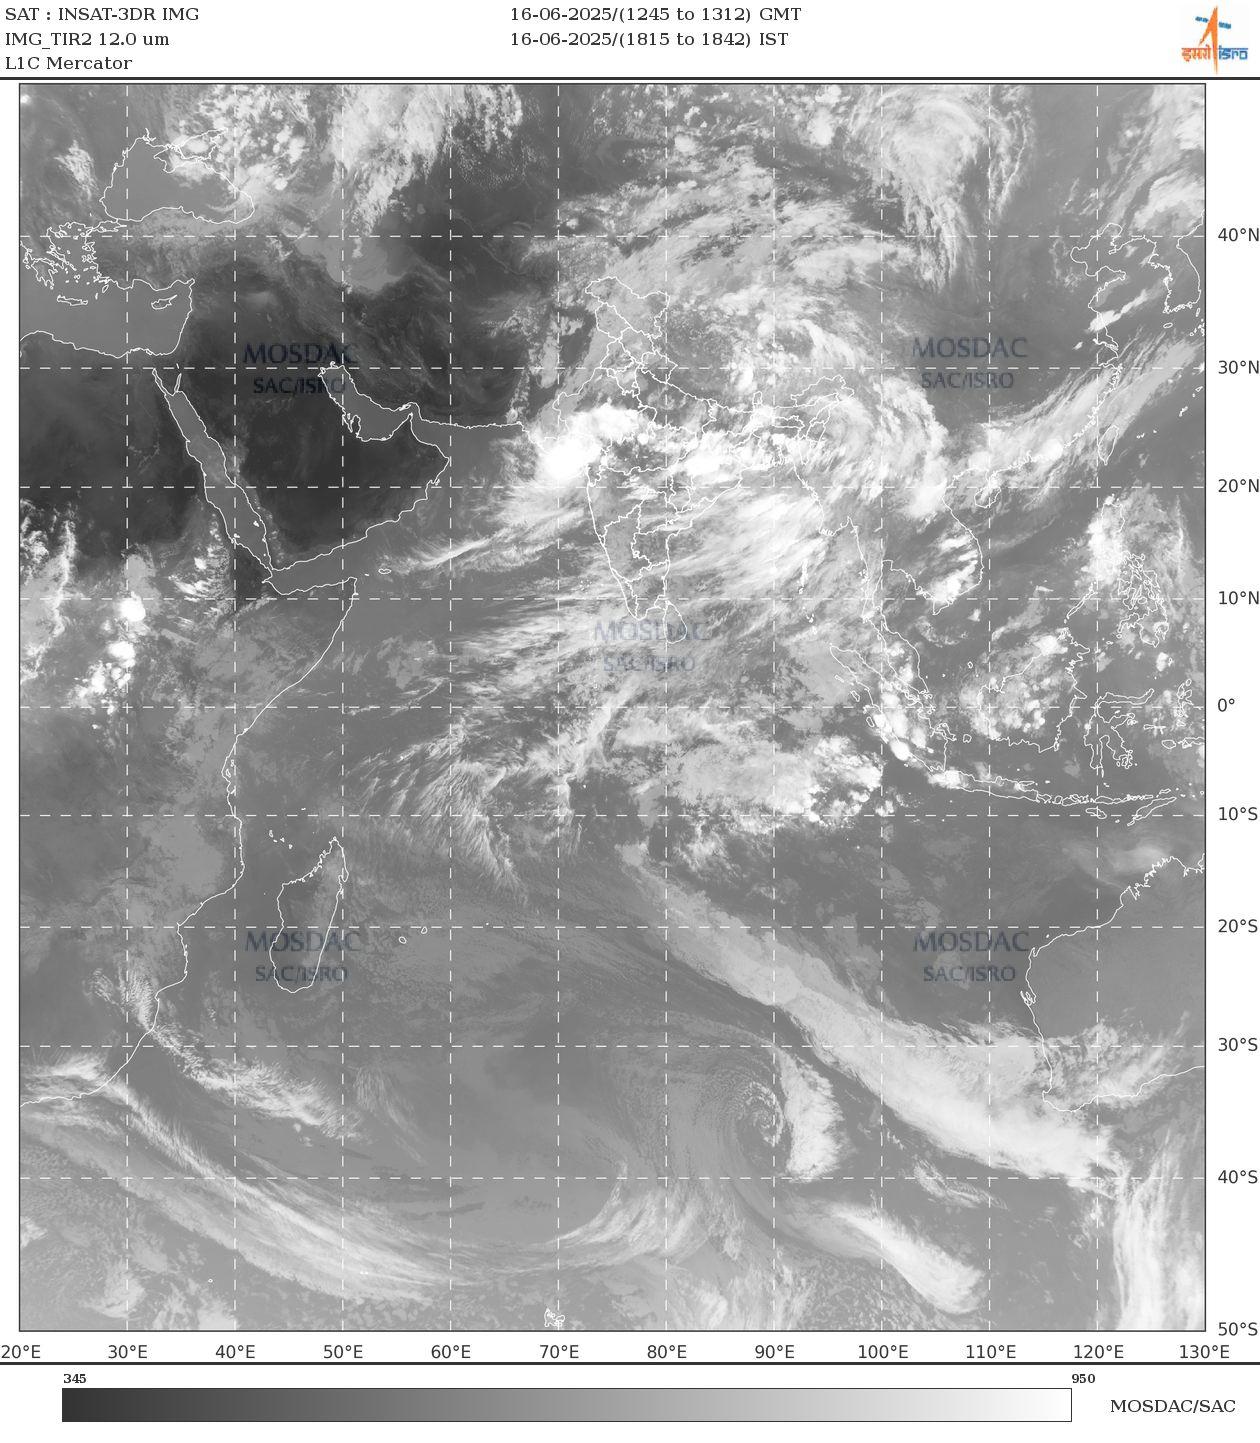 SAT : INSAT-3DR IMG
16-06-2025/(1245 to 1312) GMT
IMG_TIR2 12.0 um
16-06-2025/(1815 to 1842) IST
L1C Mercator
इसरो isro
40°N
MOSDAC
SAC/ISRO
MOSDAC
SAC/ISRO
30°N
20°N
10°N
MOSDAC
SAC/ISRO
0°
10°S
20°S
MOSDAC
SAC/ISRO
MOSDAC
SAC/ISRO
30°S
40°S
50°S
20°E 30°E 40°E 50°E 60°E 70°E 80°E 90°E 100°E 110°E 120°E 130°E
345 950
MOSDAC/SAC